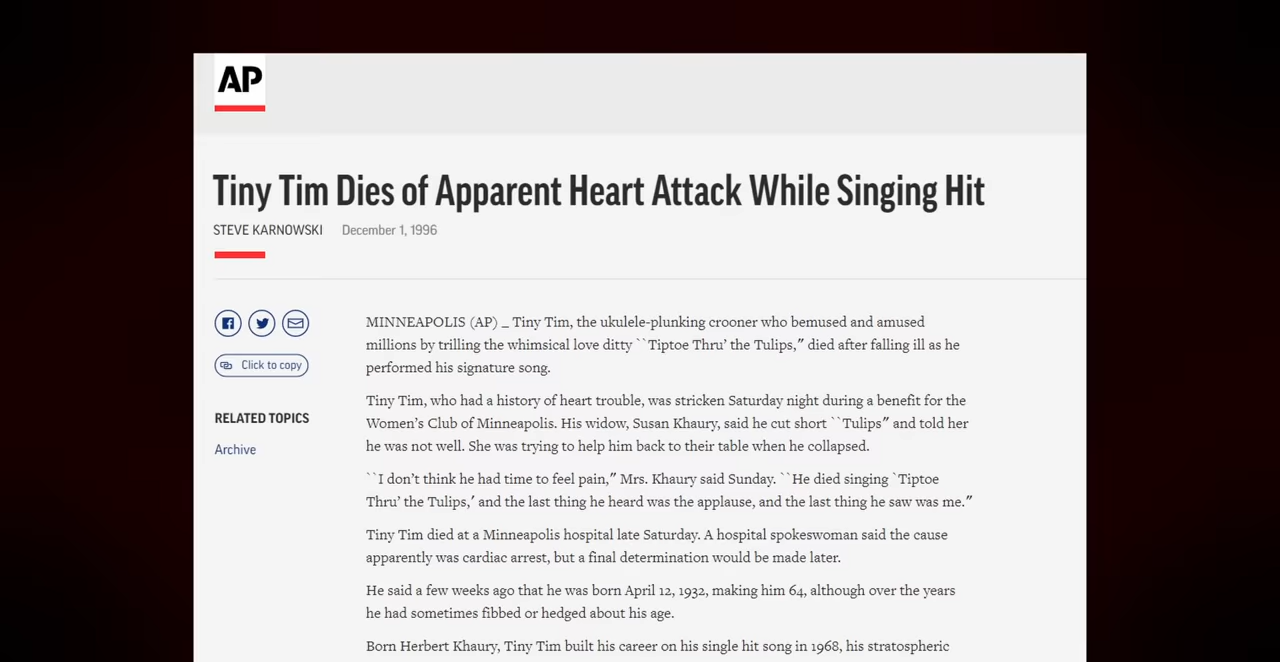 AP
Tiny Tim Dies of Apparent Heart Attack While Singing Hit
STEVE KARNOWSKI December 1, 1996
Click to copy
RELATED TOPICS
Archive
MINNEAPOLIS (AP) _ Tiny Tim, the ukulele-plunking crooner who bemused and amused
millions by trilling the whimsical love ditty ``Tiptoe Thru’ the Tulips,″ died after falling ill as he
performed his signature song.
Tiny Tim, who had a history of heart trouble, was stricken Saturday night during a benefit for the
Women’s Club of Minneapolis. His widow, Susan Khaury, said he cut short ``Tulips″ and told her
he was not well. She was trying to help him back to their table when he collapsed.
``I don’t think he had time to feel pain,″ Mrs. Khaury said Sunday. ``He died singing `Tiptoe
Thru’ the Tulips,′ and the last thing he heard was the applause, and the last thing he saw was me.″
Tiny Tim died at a Minneapolis hospital late Saturday. A hospital spokeswoman said the cause
apparently was cardiac arrest, but a final determination would be made later.
He said a few weeks ago that he was born April 12, 1932, making him 64, although over the years
he had sometimes fibbed or hedged about his age.
Born Herbert Khaury, Tiny Tim built his career on his single hit song in 1968, his stratospheric